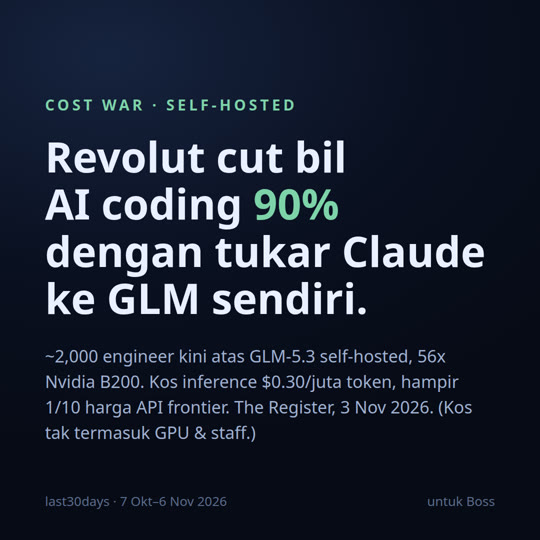 COST WAR · SELF-HOSTED
Revolut cut bil
AI coding 90%
dengan tukar Claude
ke GLM sendiri.
~2,000 engineer kini atas GLM-5.3 self-hosted, 56x
Nvidia B200. Kos inference $0.30/juta token, hampir
1/10 harga API frontier. The Register, 3 Nov 2026. (Kos
tak termasuk GPU & staff.)
last30days · 7 Okt–6 Nov 2026
untuk Boss